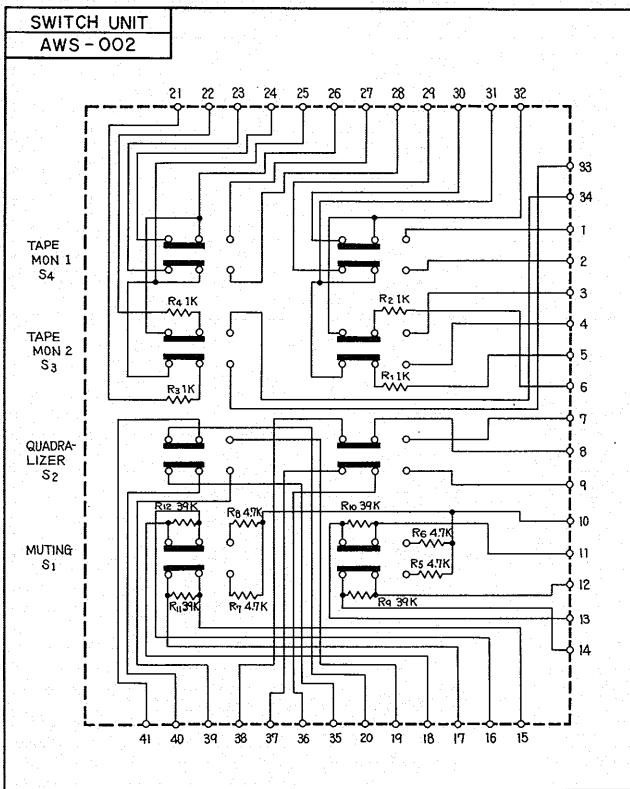 SWITCH UNIT
AWS-002
21 22 23 24 25 26 27 28 29 30 31 32
33
34
1
TAPE
MON 1
S4
2
3
R4 1K
R2 1K
4
TAPE
MON 2
S3
5
R1 1K
6
R3 1K
7
QUADRA-
LIZER
S2
8
9
R12 39K
R8 4.7K
R10 39K
10
R6 4.7K
11
MUTING
S1
R5 4.7K
12
R11 39K
R7 4.7K
R9 39K
13
14
41 40 39 38 37 36 35 20 19 18 17 16 15